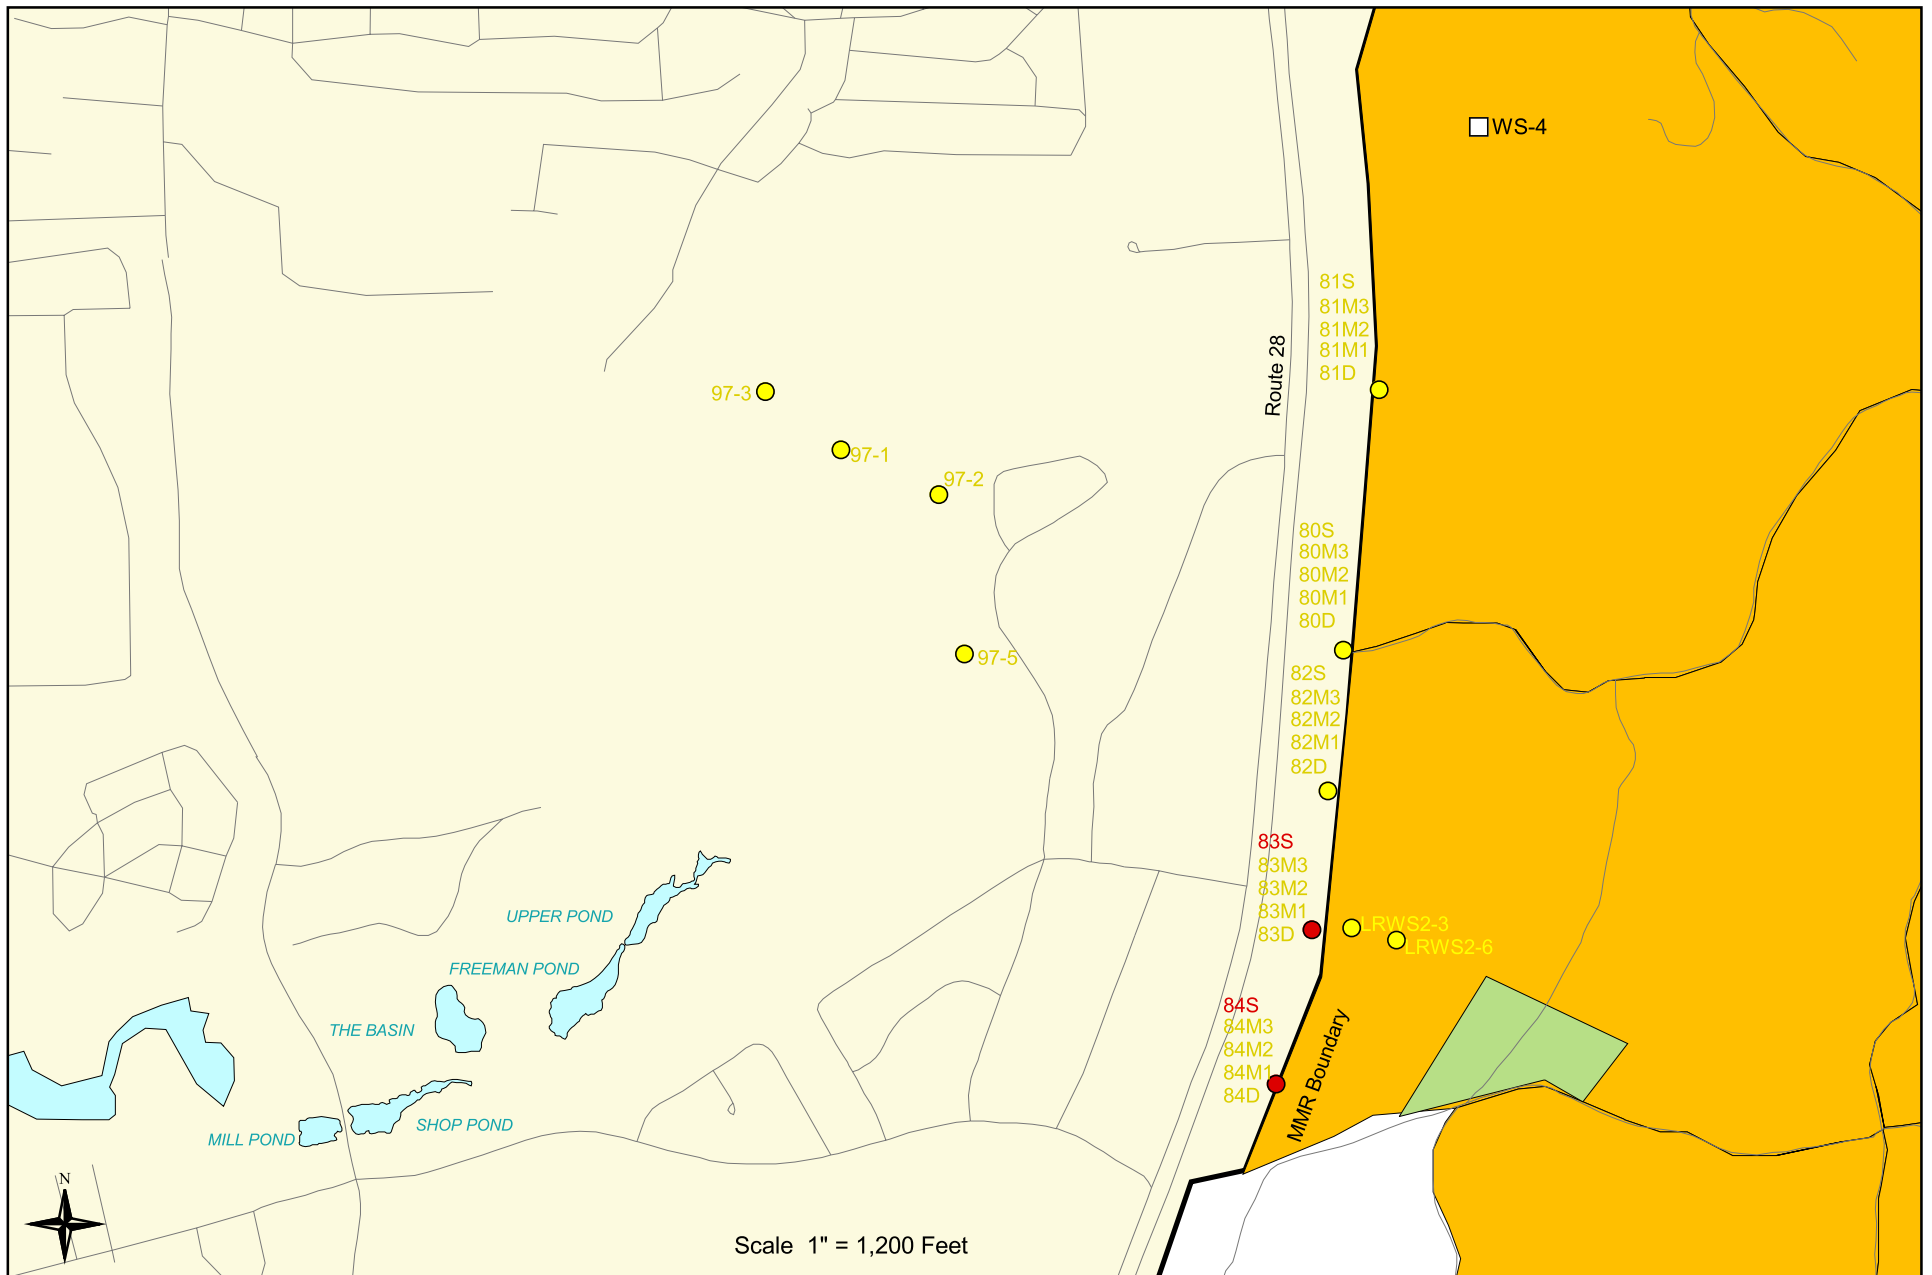 WS-4
81S
81M3
81M2
81M1
81D
Route 28
97-3
97-1
97-2
80S
80M3
80M2
80M1
80D
97-5
82S
82M3
82M2
82M1
82D
83S
83M3
83M2
83M1
83D
LRWS2-3
LRWS2-6
UPPER POND
FREEMAN POND
THE BASIN
84S
84M3
84M2
84M1
84D
MMR Boundary
SHOP POND
MILL POND
N
Scale 1" = 1,200 Feet